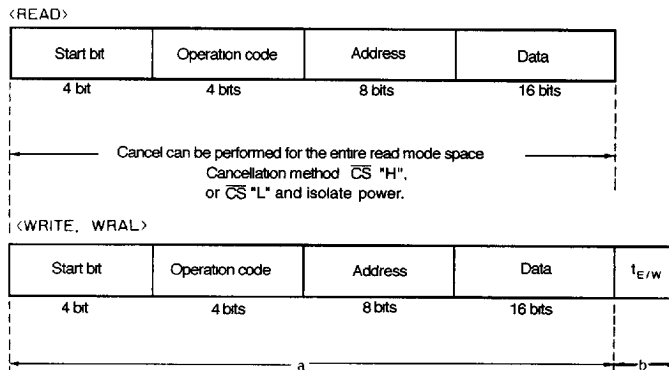 <READ>
Start bit Operation code Address Data
4 bit 4 bits 8 bits 16 bits
Cancel can be performed for the entire read mode space
Cancellation method C̅S̅ "H",
or C̅S̅ "L" and isolate power.
<WRITE, WRAL>
Start bit Operation code Address Data tE/W
4 bit 4 bits 8 bits 16 bits
a b